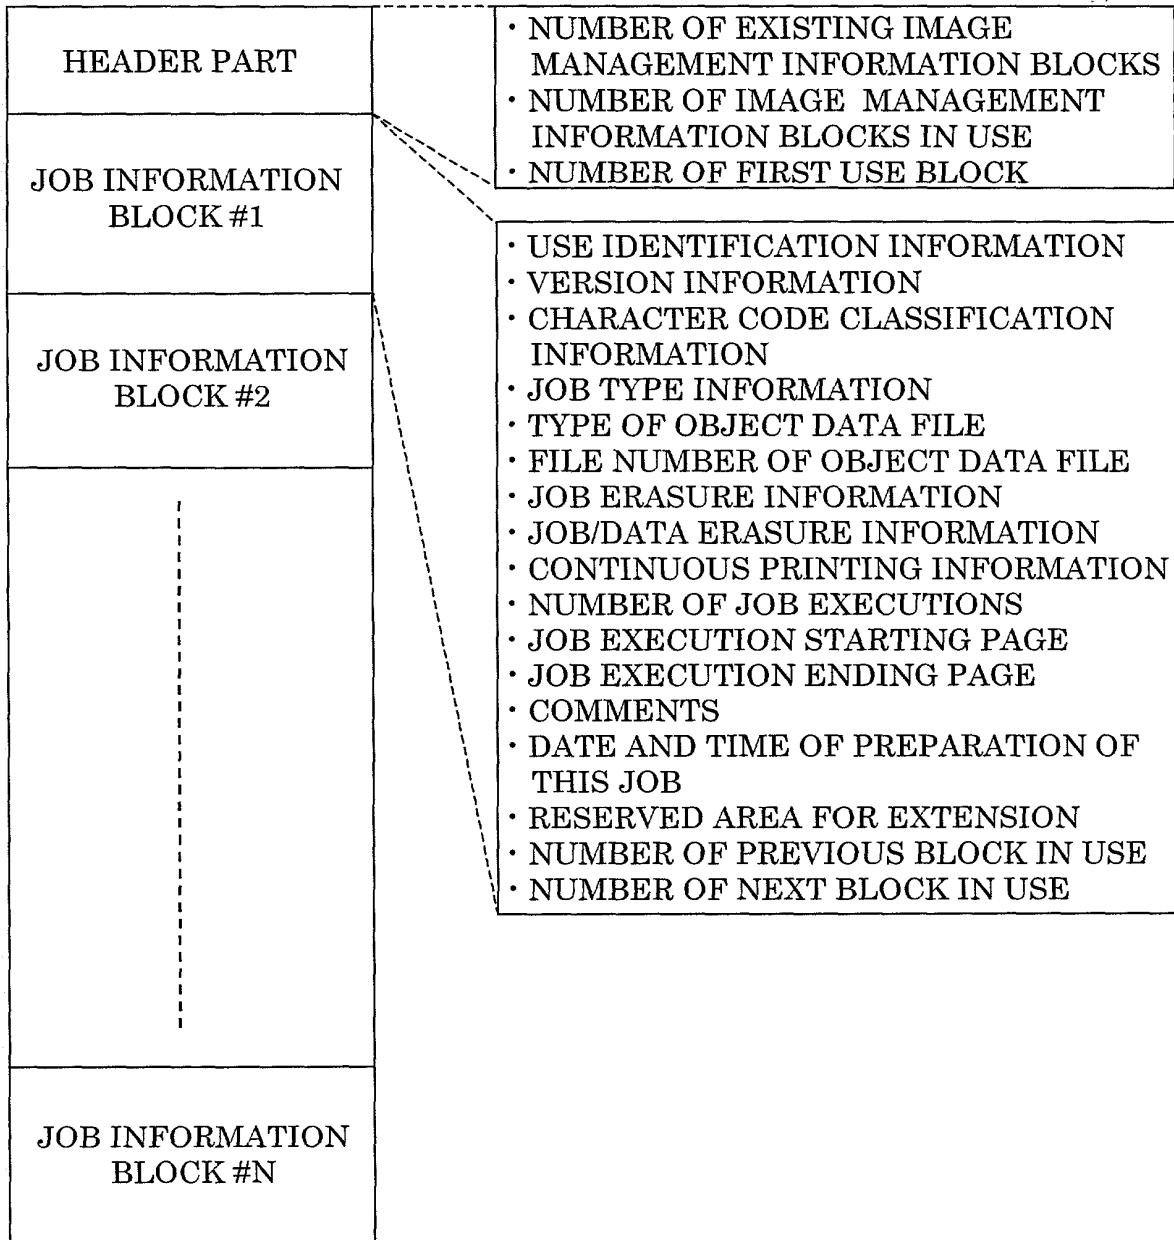 HEADER PART
· NUMBER OF EXISTING IMAGE
MANAGEMENT INFORMATION BLOCKS
· NUMBER OF IMAGE MANAGEMENT
INFORMATION BLOCKS IN USE
· NUMBER OF FIRST USE BLOCK
JOB INFORMATION
BLOCK #1
· USE IDENTIFICATION INFORMATION
· VERSION INFORMATION
· CHARACTER CODE CLASSIFICATION
INFORMATION
· JOB TYPE INFORMATION
· TYPE OF OBJECT DATA FILE
· FILE NUMBER OF OBJECT DATA FILE
· JOB ERASURE INFORMATION
· JOB/DATA ERASURE INFORMATION
· CONTINUOUS PRINTING INFORMATION
· NUMBER OF JOB EXECUTIONS
· JOB EXECUTION STARTING PAGE
· JOB EXECUTION ENDING PAGE
· COMMENTS
· DATE AND TIME OF PREPARATION OF
THIS JOB
· RESERVED AREA FOR EXTENSION
· NUMBER OF PREVIOUS BLOCK IN USE
· NUMBER OF NEXT BLOCK IN USE
JOB INFORMATION
BLOCK #2
JOB INFORMATION
BLOCK #N